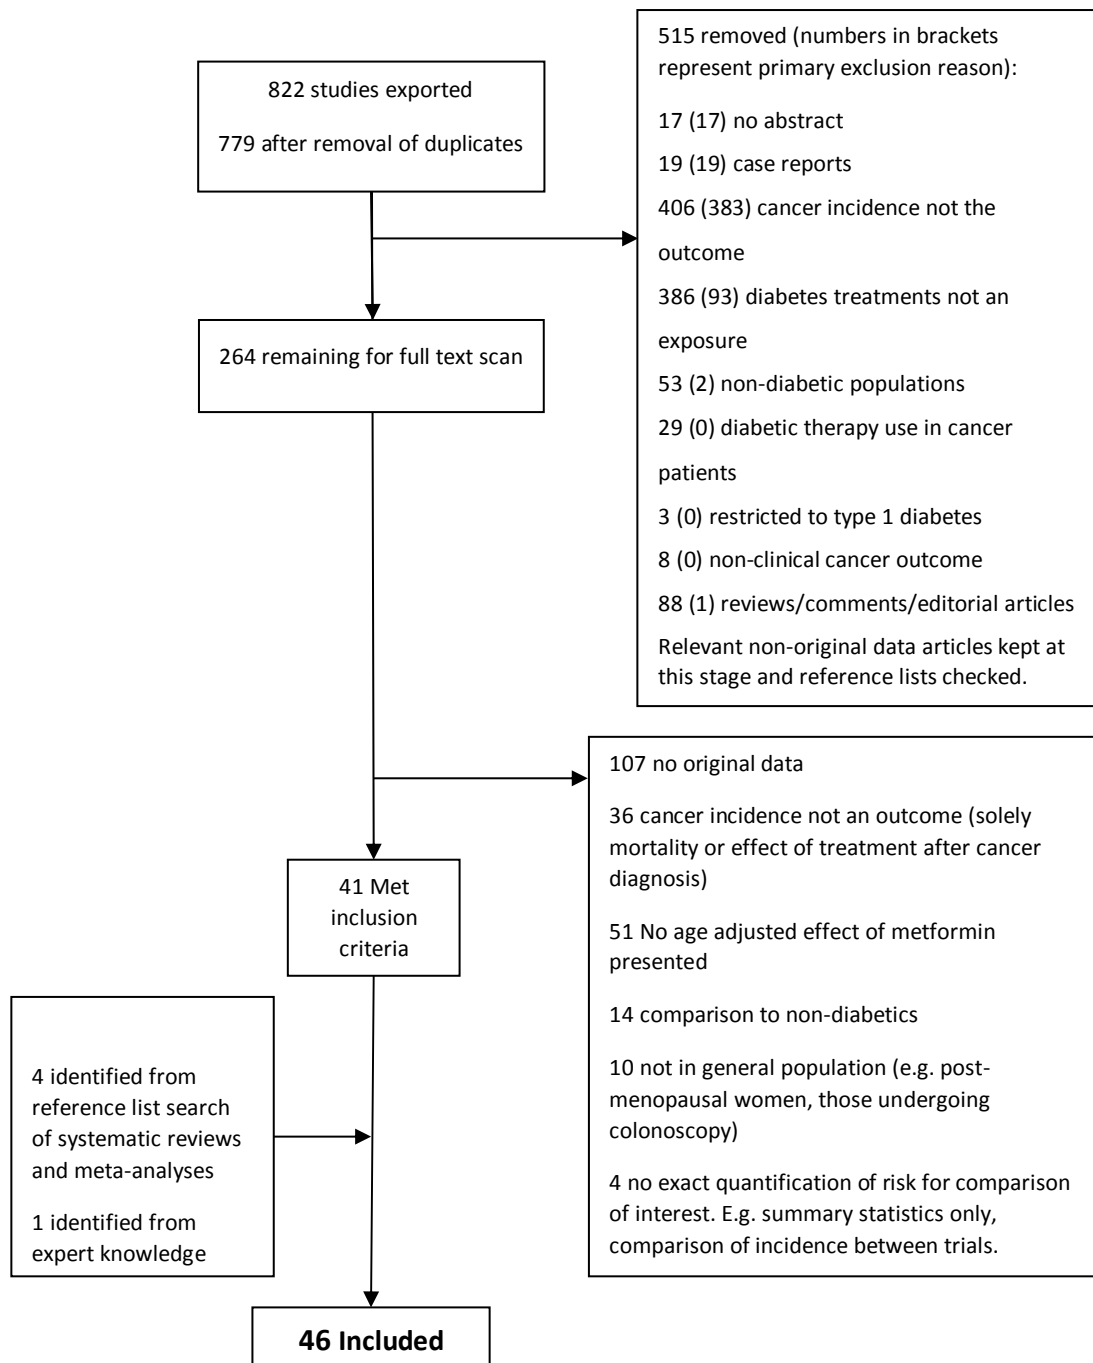 822 studies exported
779 after removal of duplicates
515 removed (numbers in brackets
represent primary exclusion reason):
17 (17) no abstract
19 (19) case reports
406 (383) cancer incidence not the
outcome
386 (93) diabetes treatments not an
exposure
53 (2) non-diabetic populations
29 (0) diabetic therapy use in cancer
patients
3 (0) restricted to type 1 diabetes
8 (0) non-clinical cancer outcome
88 (1) reviews/comments/editorial articles
Relevant non-original data articles kept at
this stage and reference lists checked.
264 remaining for full text scan
107 no original data
36 cancer incidence not an outcome (solely
mortality or effect of treatment after cancer
diagnosis)
51 No age adjusted effect of metformin
presented
14 comparison to non-diabetics
10 not in general population (e.g. post-
menopausal women, those undergoing
colonoscopy)
4 no exact quantification of risk for comparison
of interest. E.g. summary statistics only,
comparison of incidence between trials.
41 Met
inclusion
criteria
4 identified from
reference list search
of systematic reviews
and meta-analyses
1 identified from
expert knowledge
46 Included